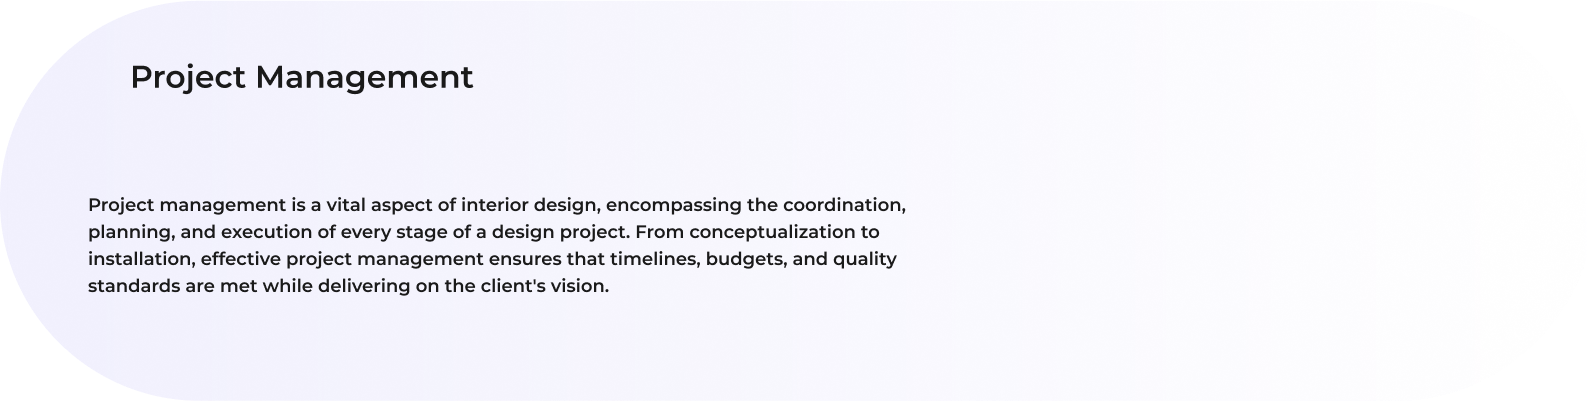 Project Management
Project management is a vital aspect of interior design, encompassing the coordination,
planning, and execution of every stage of a design project. From conceptualization to
installation, effective project management ensures that timelines, budgets, and quality
standards are met while delivering on the client's vision.